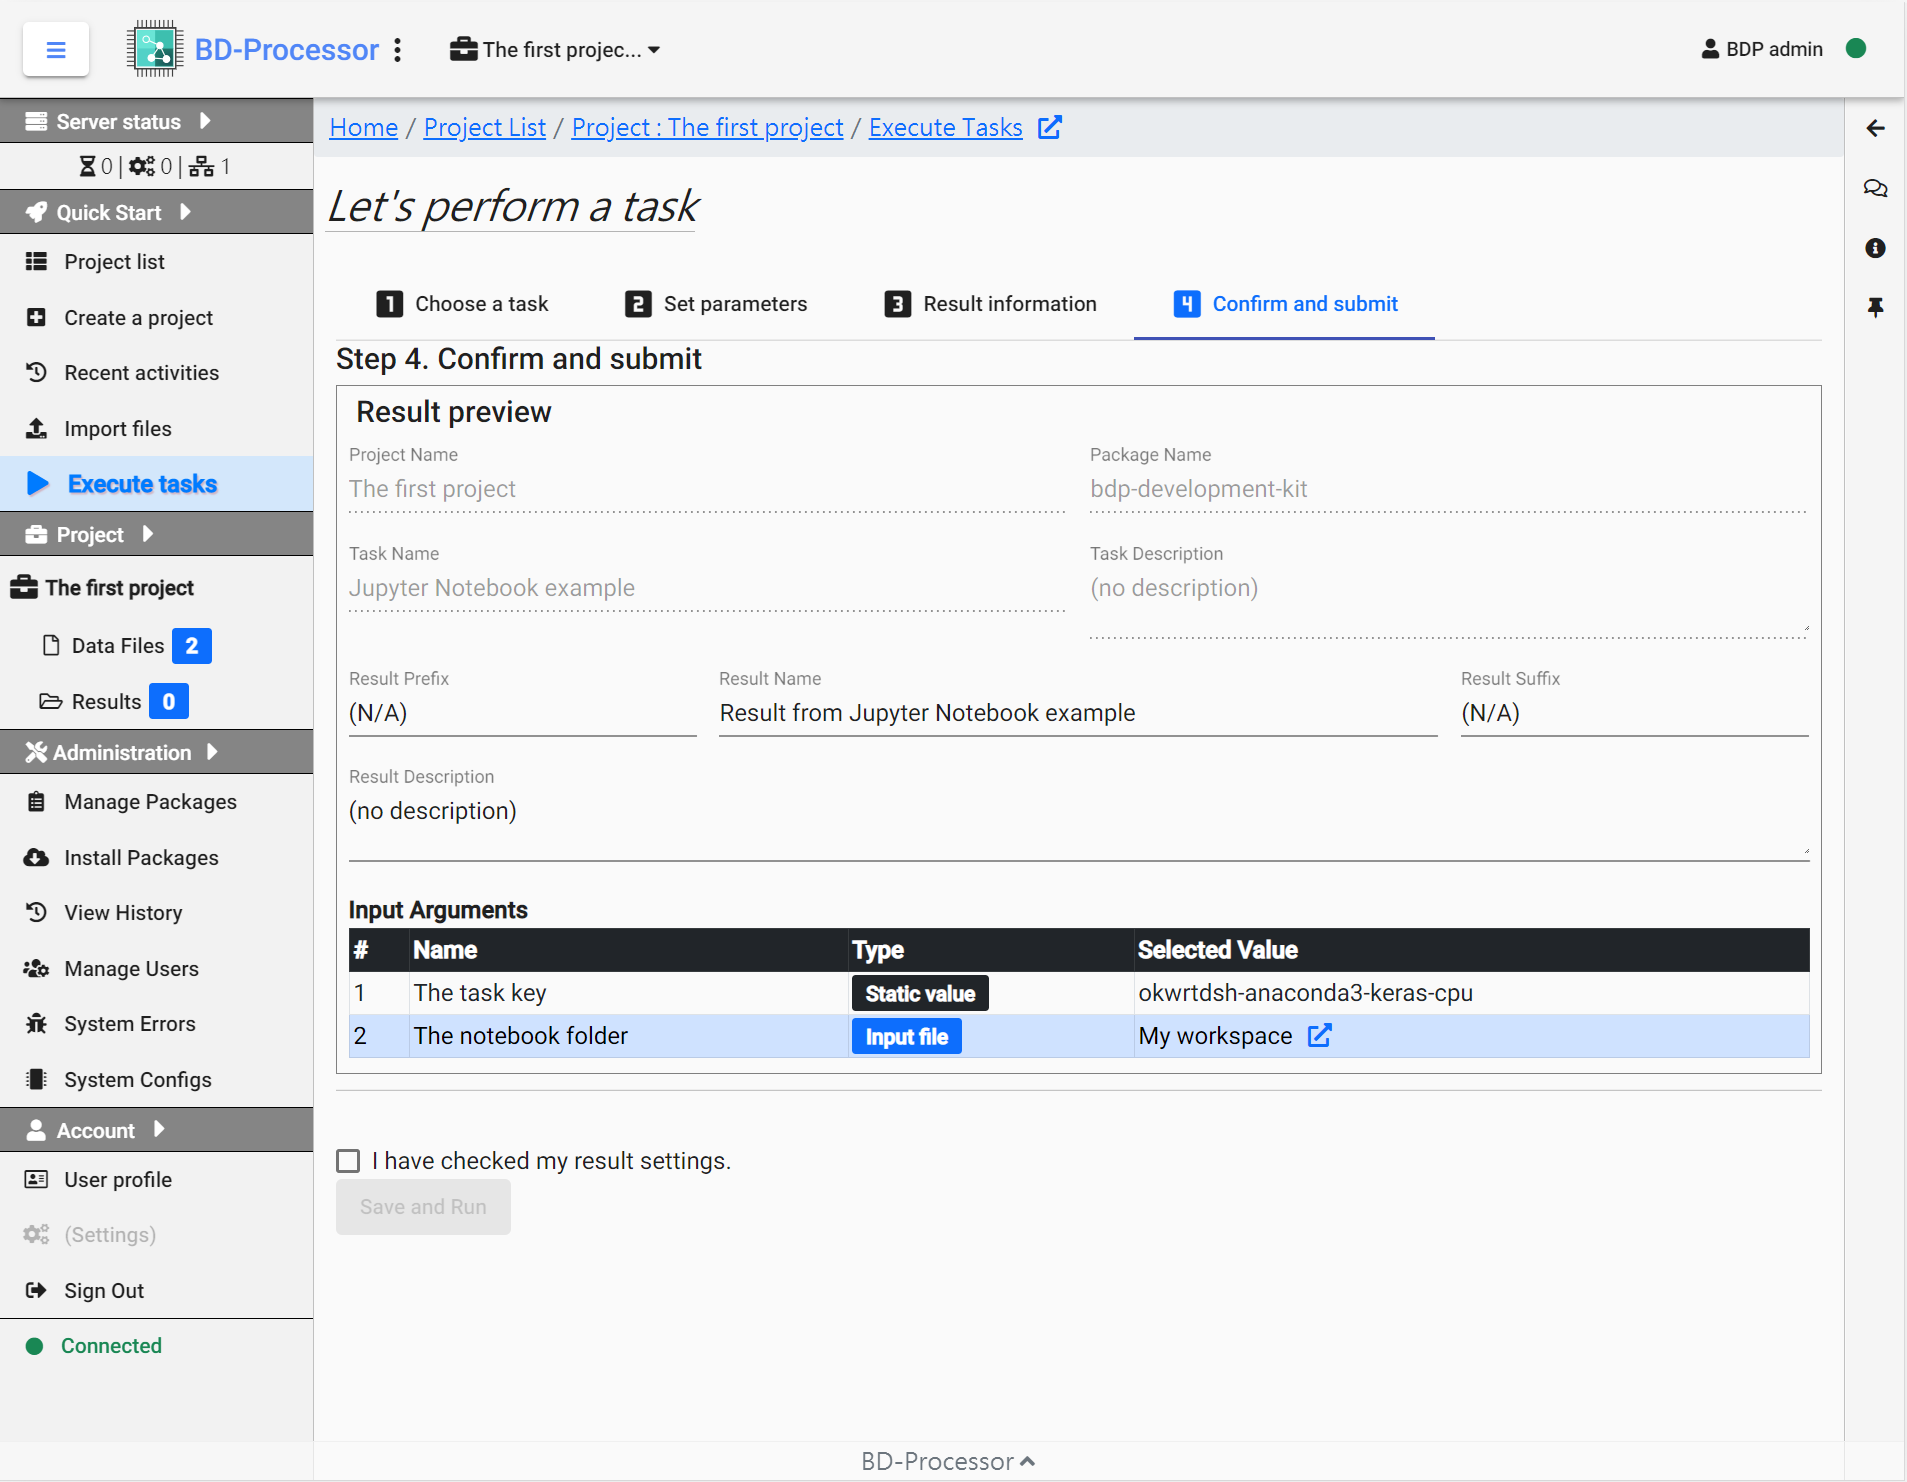 BD-Processor
The first projec...
BDP admin
Server status
0 | 0 | 1
Quick Start
Project list
Create a project
Recent activities
Import files
Execute tasks
Project
The first project
Data Files 2
Results 0
Administration
Manage Packages
Install Packages
View History
Manage Users
System Errors
System Configs
Account
User profile
(Settings)
Sign Out
Connected
Home / Project List / Project : The first project / Execute Tasks
Let's perform a task
1 Choose a task
2 Set parameters
3 Result information
4 Confirm and submit
Step 4. Confirm and submit
Result preview
Project Name
The first project
Package Name
bdp-development-kit
Task Name
Jupyter Notebook example
Task Description
(no description)
Result Prefix
(N/A)
Result Name
Result from Jupyter Notebook example
Result Suffix
(N/A)
Result Description
(no description)
Input Arguments
# Name Type Selected Value
1 The task key Static value okwrtdsh-anaconda3-keras-cpu
2 The notebook folder Input file My workspace
I have checked my result settings.
Save and Run
BD-Processor